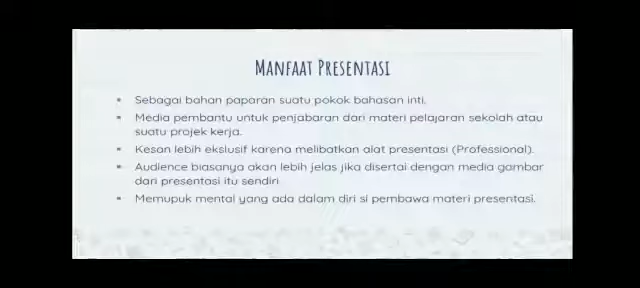 MANFAAT PRESENTASI
Sebagai bahan paparan suatu pokok bahasan inti.
Media pembantu untuk penjabaran dari materi pelajaran sekolah atau
suatu projek kerja.
Kesan lebih ekslusif karena melibatkan alat presentasi (Professional).
Audience biasanya akan lebih jelas jika disertai dengan media gambar
dari presentasi itu sendiri
Memupuk mental yang ada dalam diri si pembawa materi presentasi.